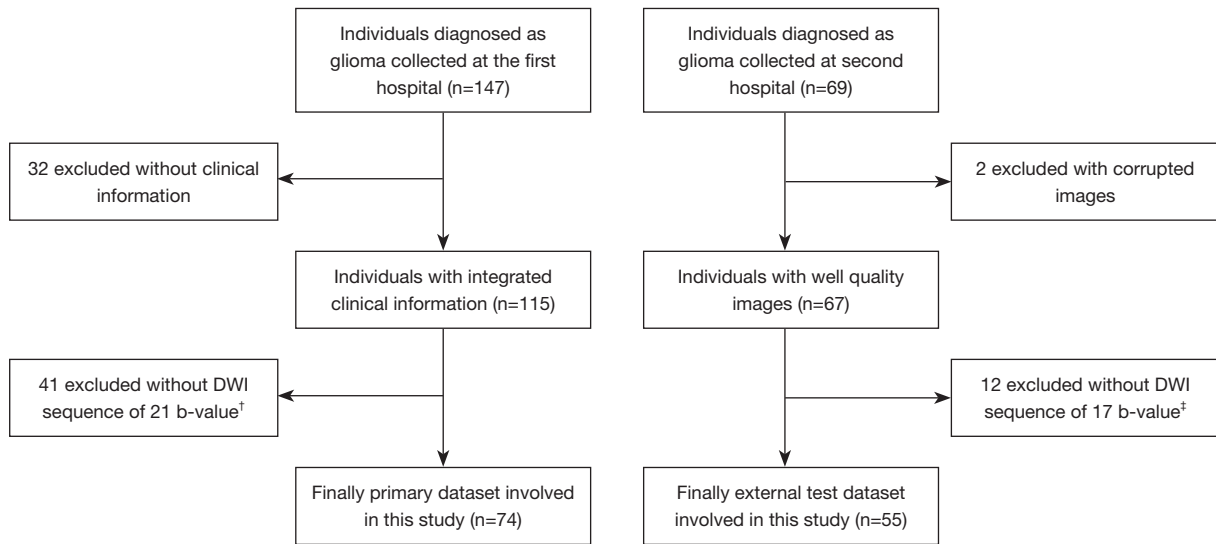 Individuals diagnosed as
glioma collected at the first
hospital (n=147)
Individuals diagnosed as
glioma collected at second
hospital (n=69)
32 excluded without clinical
information
2 excluded with corrupted
images
Individuals with integrated
clinical information (n=115)
Individuals with well quality
images (n=67)
41 excluded without DWI
sequence of 21 b-value†
12 excluded without DWI
sequence of 17 b-value‡
Finally primary dataset involved
in this study (n=74)
Finally external test dataset
involved in this study (n=55)